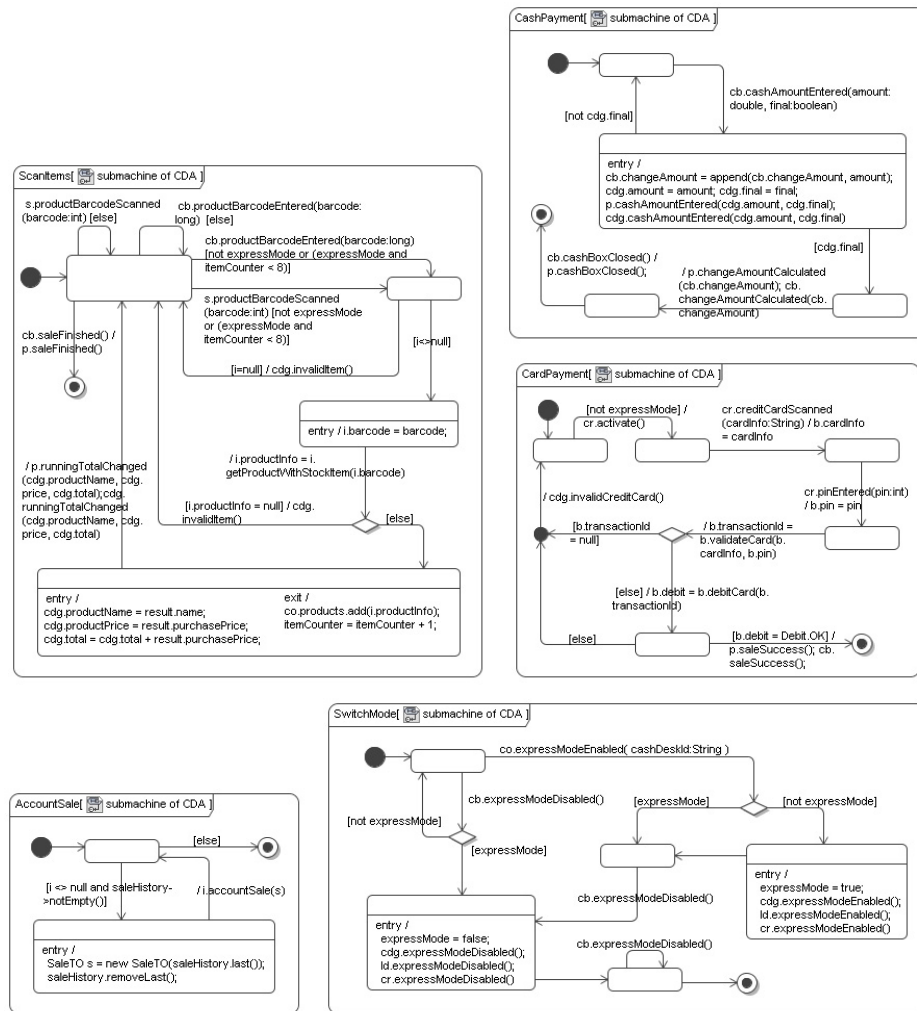 CashPayment[ submachine of CDA ]
cb.cashAmountEntered(amount:
double, final:boolean)
[not cdg.final]
entry /
cb.changeAmount = append(cb.changeAmount, amount);
cdg.amount = amount; cdg.final = final;
p.cashAmountEntered(cdg.amount, cdg.final);
cdg.cashAmountEntered(cdg.amount, cdg.final)
[cdg.final]
cb.cashBoxClosed() /
p.cashBoxClosed();
/ p.changeAmountCalculated
(cb.changeAmount); cb.
changeAmountCalculated(cb.
changeAmount)
ScanItems[ submachine of CDA ]
s.productBarcodeScanned
(barcode:int) [else]
cb.productBarcodeEntered(barcode:
long) [else]
cb.productBarcodeEntered(barcode:long)
[not expressMode or (expressMode and
itemCounter < 8)]
s.productBarcodeScanned
(barcode:int) [not expressMode
or (expressMode and
itemCounter < 8)]
cb.saleFinished() /
p.saleFinished()
[i=null] / cdg.invalidItem()
[i<>null]
entry / i.barcode = barcode;
/ i.productInfo = i.
getProductWithStockItem(i.barcode)
/ p.runningTotalChanged
(cdg.productName, cdg.
price, cdg.total);cdg.
runningTotalChanged
(cdg.productName, cdg.
price, cdg.total)
[i.productInfo = null] / cdg.
invalidItem()
[else]
entry /
cdg.productName = result.name;
cdg.productPrice = result.purchasePrice;
cdg.total = cdg.total + result.purchasePrice;
exit /
co.products.add(i.productInfo);
itemCounter = itemCounter + 1;
CardPayment[ submachine of CDA ]
[not expressMode] /
cr.activate()
cr.creditCardScanned
(cardInfo:String) / b.cardInfo
= cardInfo
cr.pinEntered(pin:int)
/ b.pin = pin
/ cdg.invalidCreditCard()
[b.transactionId
= null]
/ b.transactionId =
b.validateCard(b.
cardInfo, b.pin)
[else] / b.debit = b.debitCard(b.
transactionId)
[else]
[b.debit = Debit.OK] /
p.saleSuccess(); cb.
saleSuccess();
SwitchMode[ submachine of CDA ]
co.expressModeEnabled( cashDeskId:String )
cb.expressModeDisabled()
[not expressMode]
[expressMode]
[expressMode]
[not expressMode]
cb.expressModeDisabled()
entry /
expressMode = true;
cdg.expressModeEnabled();
ld.expressModeEnabled();
cr.expressModeEnabled()
entry /
expressMode = false;
cdg.expressModeDisabled();
ld.expressModeDisabled();
cr.expressModeDisabled()
cb.expressModeDisabled()
AccountSale[ submachine of CDA ]
[else]
[i <> null and saleHistory-
>notEmpty()]
/ i.accountSale(s)
entry /
SaleTO s = new SaleTO(saleHistory.last());
saleHistory.removeLast();